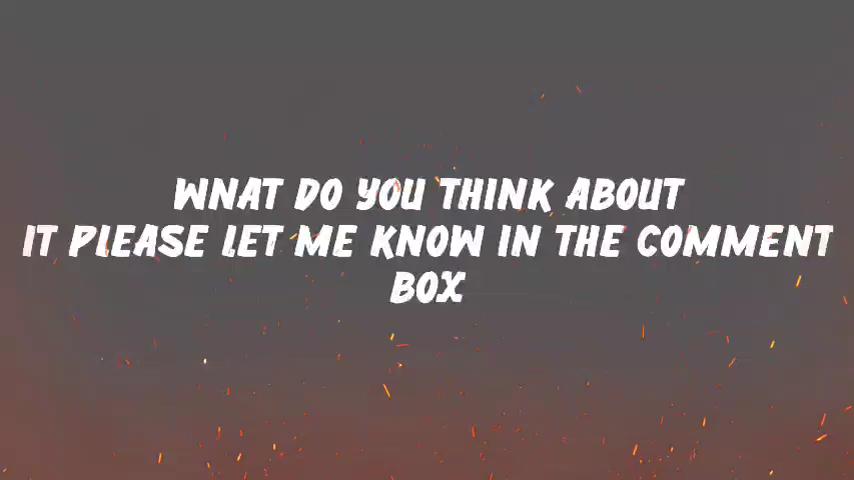 WNAT DO YOU THINK ABOUT
IT PLEASE LET ME KNOW IN THE COMMENT
BOX